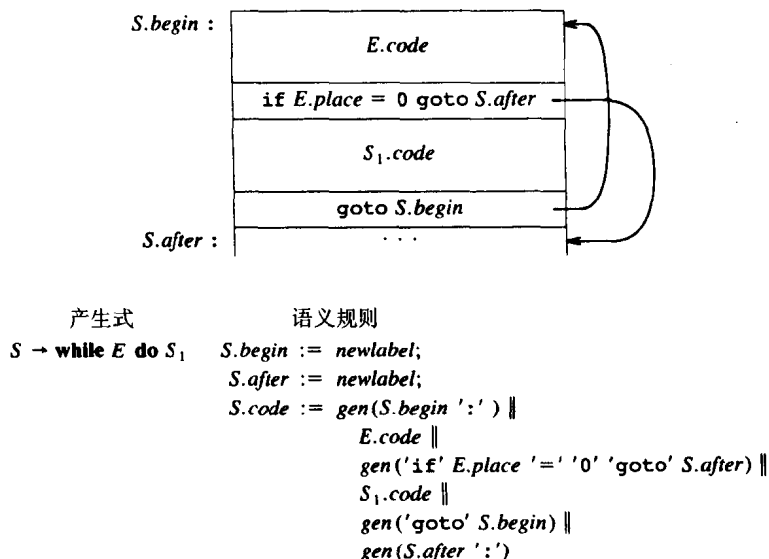 S.begin :
E.code
if E.place = 0 goto S.after
S₁.code
goto S.begin
S.after :
· · ·
产生式 语义规则
S → while E do S₁ S.begin := newlabel;
S.after := newlabel;
S.code := gen(S.begin ':' ) ‖
E.code ‖
gen('if' E.place '=' '0' 'goto' S.after) ‖
S₁.code ‖
gen('goto' S.begin) ‖
gen(S.after ':')